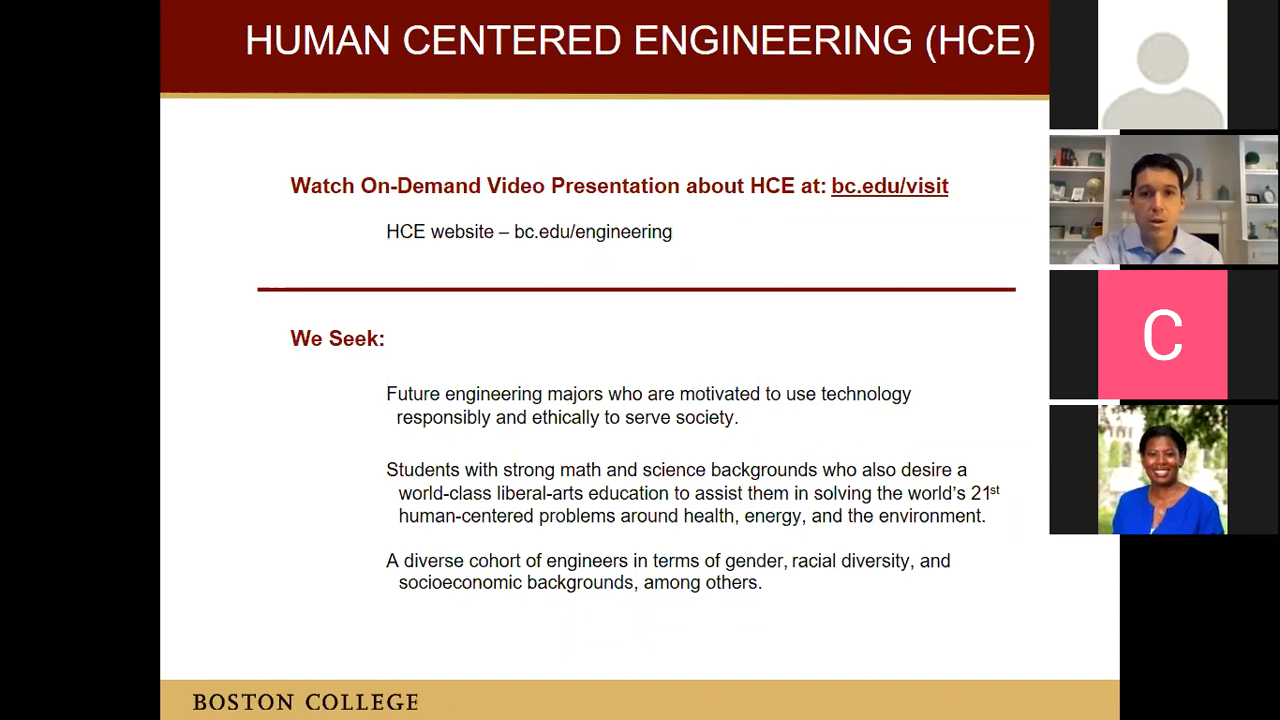 HUMAN CENTERED ENGINEERING (HCE)
Watch On-Demand Video Presentation about HCE at: bc.edu/visit
HCE website – bc.edu/engineering
We Seek:
Future engineering majors who are motivated to use technology
responsibly and ethically to serve society.
Students with strong math and science backgrounds who also desire a
world-class liberal-arts education to assist them in solving the world's 21st
human-centered problems around health, energy, and the environment.
A diverse cohort of engineers in terms of gender, racial diversity, and
socioeconomic backgrounds, among others.
BOSTON COLLEGE
C